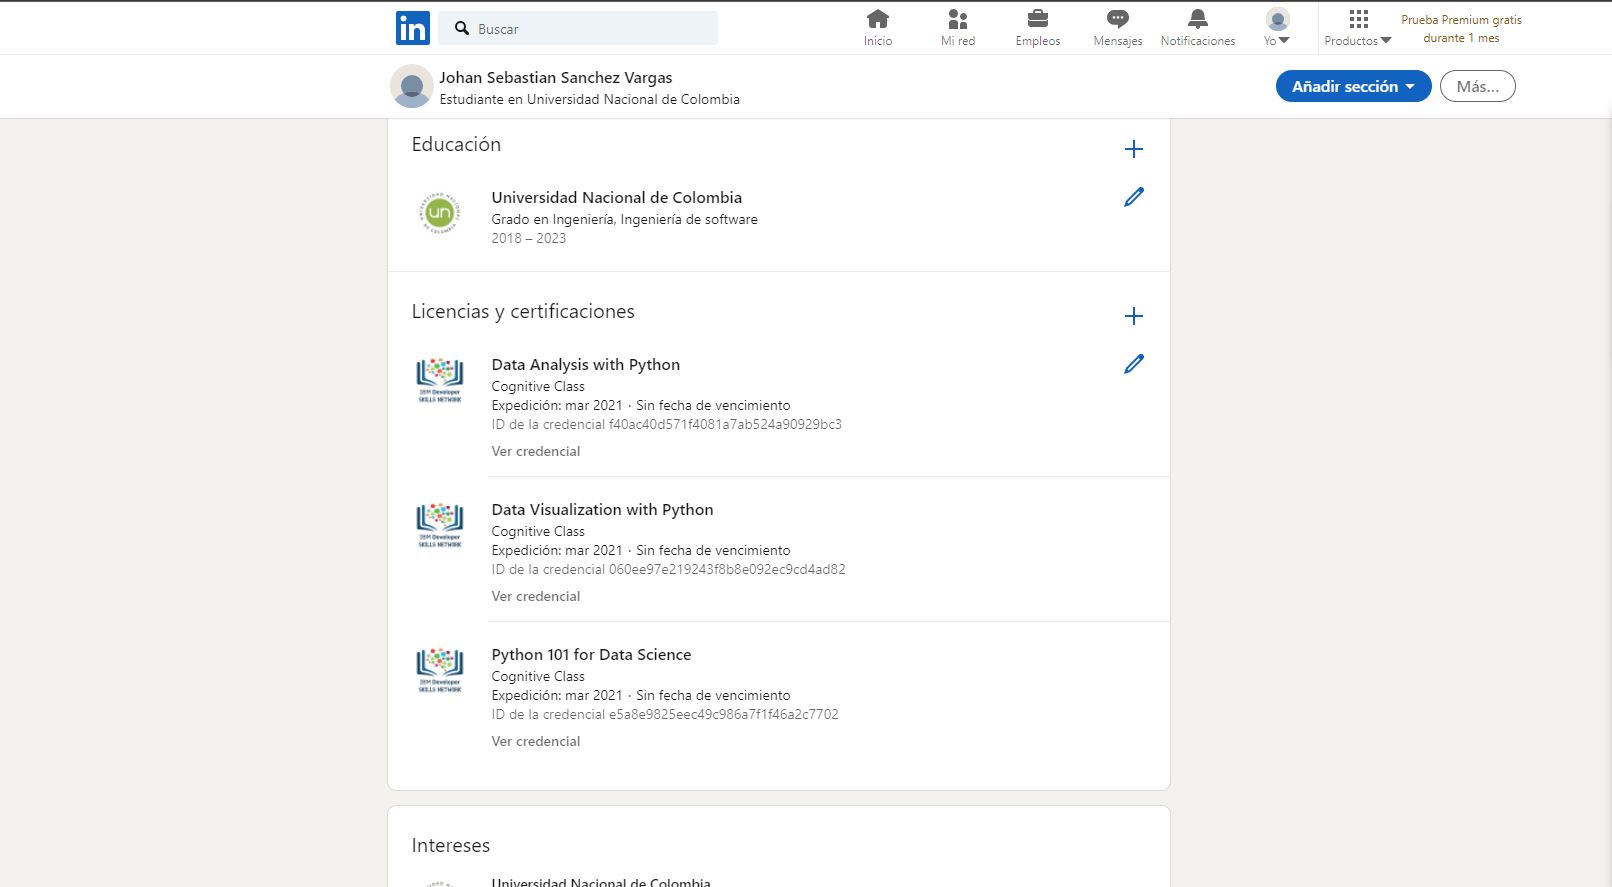 Buscar
Inicio
Mi red
Empleos
Mensajes
Notificaciones
Yo
Productos
Prueba Premium gratis
durante 1 mes
Johan Sebastian Sanchez Vargas
Estudiante en Universidad Nacional de Colombia
Añadir sección
Más...
Educación
UNIVERSIDAD NACIONAL DE COLOMBIA
un
Universidad Nacional de Colombia
Grado en Ingeniería, Ingeniería de software
2018 – 2023
Licencias y certificaciones
IBM Developer
SKILLS NETWORK
Data Analysis with Python
Cognitive Class
Expedición: mar 2021 · Sin fecha de vencimiento
ID de la credencial f40ac40d571f4081a7ab524a90929bc3
Ver credencial
IBM Developer
SKILLS NETWORK
Data Visualization with Python
Cognitive Class
Expedición: mar 2021 · Sin fecha de vencimiento
ID de la credencial 060ee97e219243f8b8e092ec9cd4ad82
Ver credencial
IBM Developer
SKILLS NETWORK
Python 101 for Data Science
Cognitive Class
Expedición: mar 2021 · Sin fecha de vencimiento
ID de la credencial e5a8e9825eec49c986a7f1f46a2c7702
Ver credencial
Intereses
Universidad Nacional de Colombia